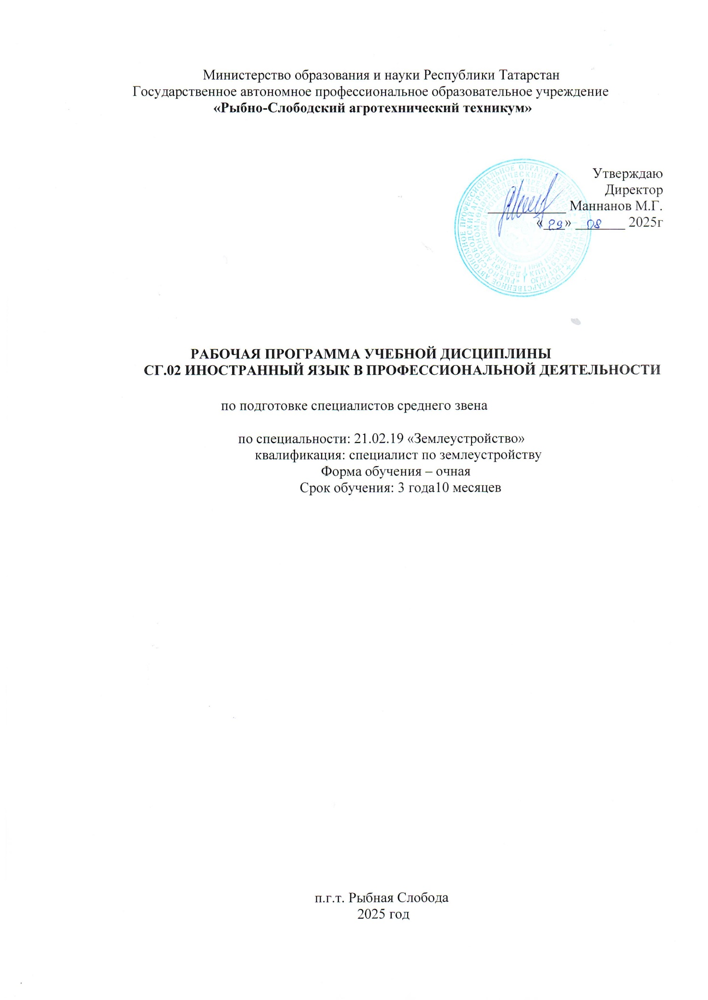 Министерство образования и науки Республики Татарстан
Государственное автономное профессиональное образовательное учреждение
«Рыбно-Слободский агротехнический техникум»
Утверждаю
Директор
____________ Маннанов М.Г.
«29» 08 2025г
РАБОЧАЯ ПРОГРАММА УЧЕБНОЙ ДИСЦИПЛИНЫ
СГ.02 ИНОСТРАННЫЙ ЯЗЫК В ПРОФЕССИОНАЛЬНОЙ ДЕЯТЕЛЬНОСТИ
по подготовке специалистов среднего звена
по специальности: 21.02.19 «Землеустройство»
квалификация: специалист по землеустройству
Форма обучения – очная
Срок обучения: 3 года10 месяцев
п.г.т. Рыбная Слобода
2025 год